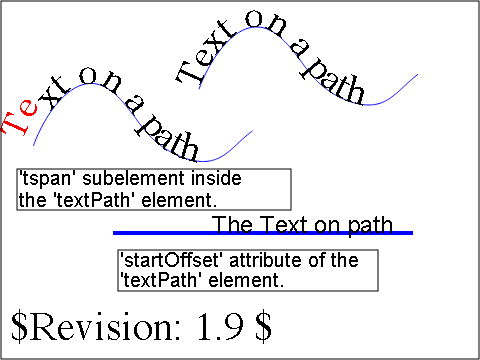 Text on a path
Text on a path
'tspan' subelement inside
the 'textPath' element.
The Text on path
'startOffset' attribute of the
'textPath' element.
$Revision: 1.9 $